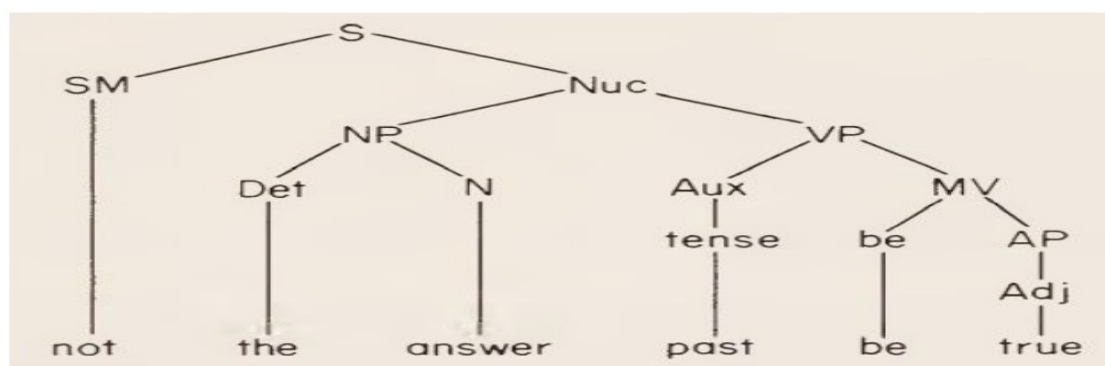 S
SM Nuc
NP VP
Det N Aux MV
tense be AP
Adj
not the answer past be true